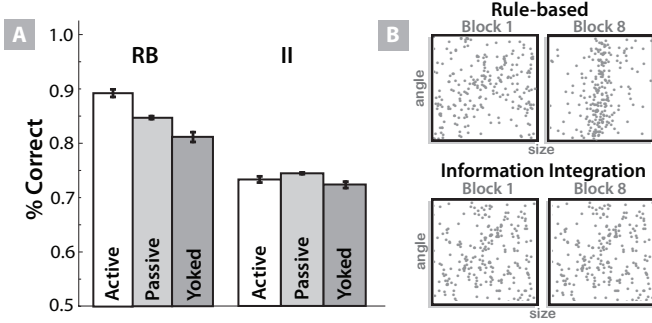 A
% Correct
1.0
0.9
0.8
0.7
0.6
0.5
RB
II
Active
Passive
Yoked
Active
Passive
Yoked
B
Rule-based
Block 1
Block 8
angle
size
Information Integration
Block 1
Block 8
angle
size